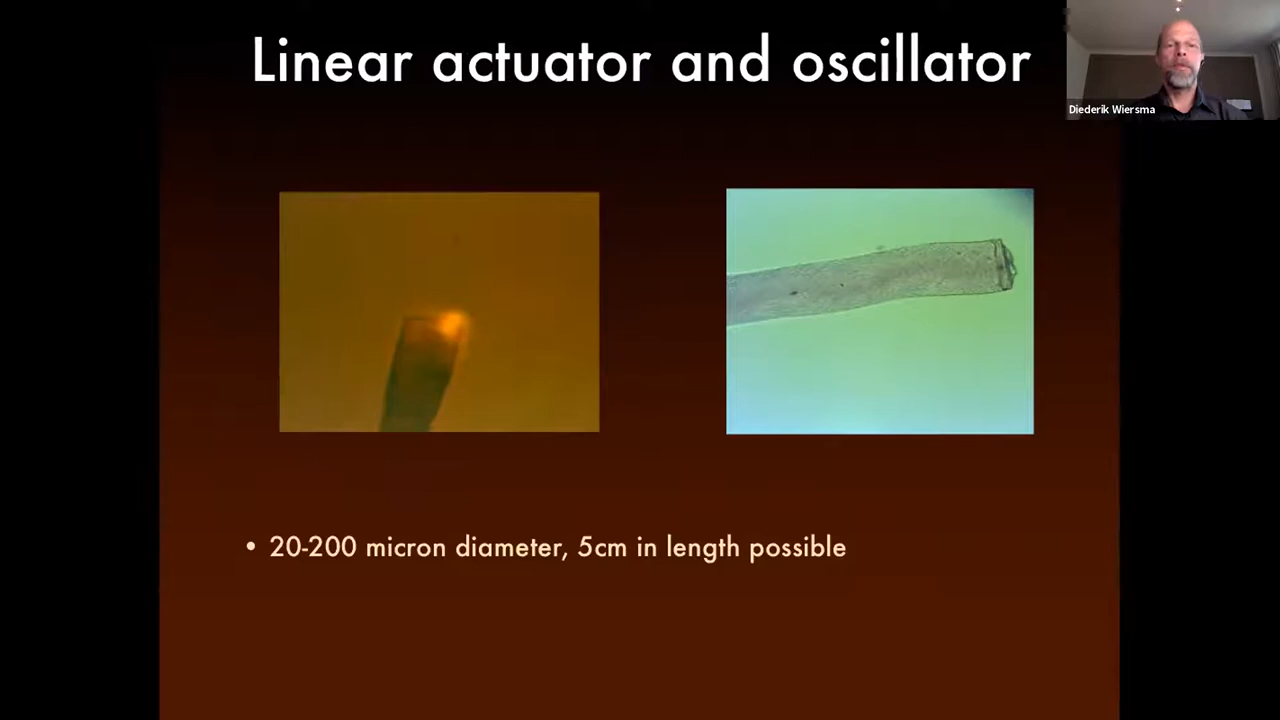 Linear actuator and oscillator
Diederik Wiersma
• 20-200 micron diameter, 5cm in length possible